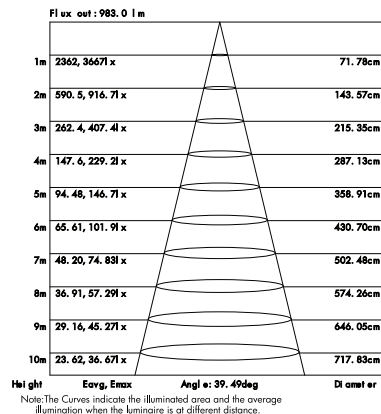 Flux out: 983.0 lm
1m 2362, 3667lx 71.78cm
2m 590.5, 916.7lx 143.57cm
3m 262.4, 407.4lx 215.35cm
4m 147.6, 229.2lx 287.13cm
5m 94.48, 146.7lx 358.91cm
6m 65.61, 101.9lx 430.70cm
7m 48.20, 74.83lx 502.48cm
8m 36.91, 57.29lx 574.26cm
9m 29.16, 45.27lx 646.05cm
10m 23.62, 36.67lx 717.83cm
Height Eavg, Emax Angle: 39.49deg Diameter
Note:The Curves indicate the illuminated area and the average
illumination when the luminaire is at different distance.